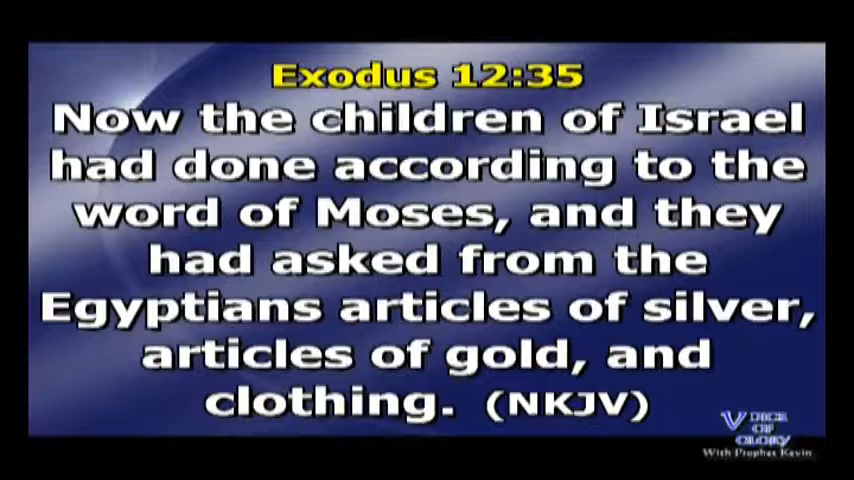 Exodus 12:35
Now the children of Israel
had done according to the
word of Moses, and they
had asked from the
Egyptians articles of silver,
articles of gold, and
clothing. (NKJV)
VOICE
OF
GLORY
With Prophet Kevin